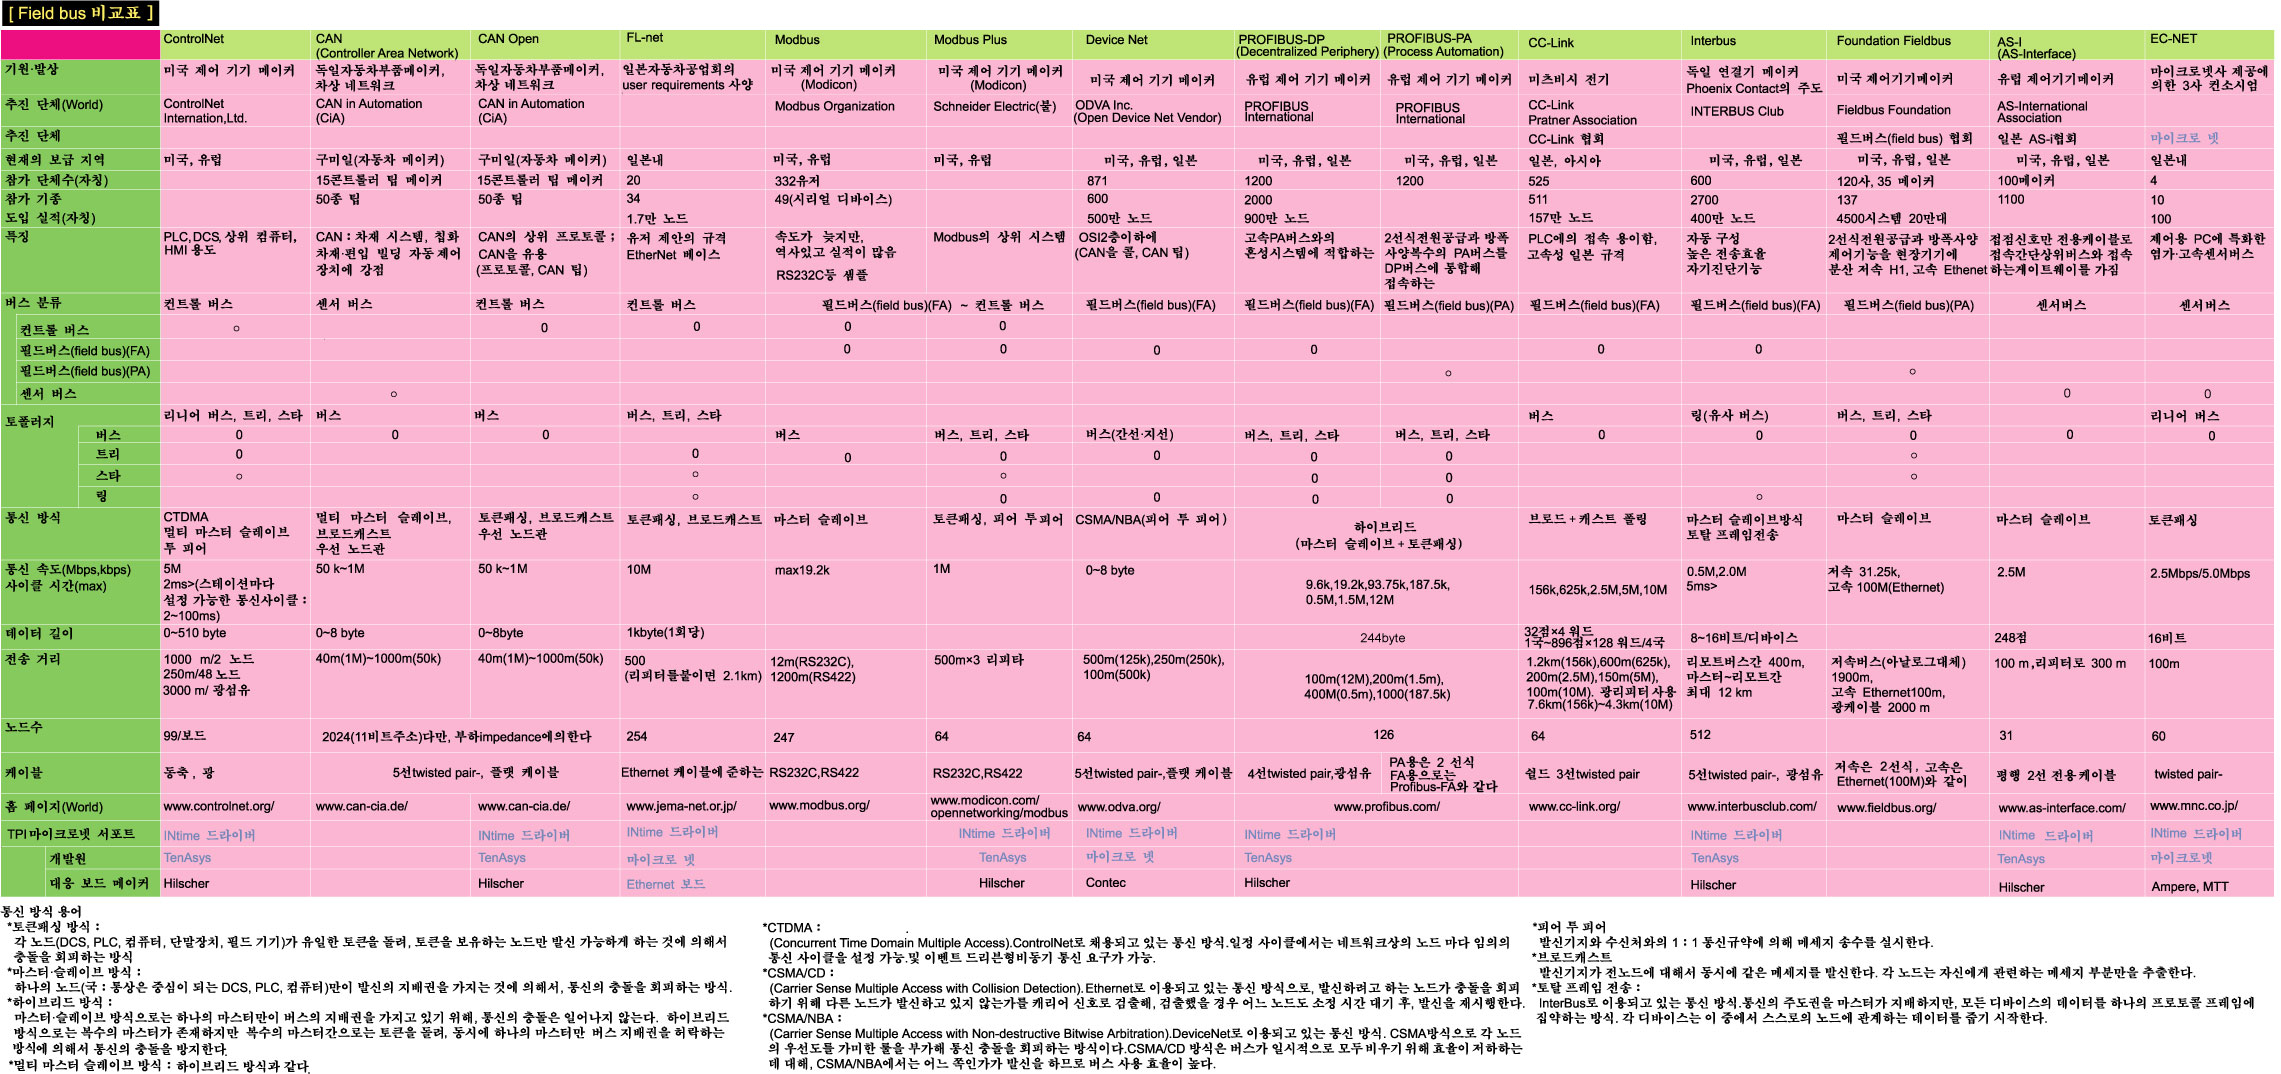 [ Field bus 비교표 ]
ControlNet
CAN
(Controller Area Network)
CAN Open
FL-net
Modbus
Modbus Plus
Device Net
PROFIBUS-DP
(Decentralized Periphery)
PROFIBUS-PA
(Process Automation)
CC-Link
Interbus
Foundation Fieldbus
AS-I
(AS-Interface)
EC-NET
기원·발상
미국 제어 기기 메이커
독일자동차부품메이커,
차상 네트워크
독일자동차부품메이커,
차상 네트워크
일본자동차공업회의
user requirements 사양
미국 제어 기기 메이커
(Modicon)
미국 제어 기기 메이커
(Modicon)
미국 제어 기기 메이커
유럽 제어 기기 메이커
유럽 제어 기기 메이커
미츠비시 전기
독일 연결기 메이커
Phoenix Contact의 주도
미국 제어기기메이커
유럽 제어기기메이커
마이크로넷사 제공에
의한 3사 컨소시엄
추진 단체(World)
ControlNet
Internation,Ltd.
CAN in Automation
(CiA)
CAN in Automation
(CiA)
Modbus Organization
Schneider Electric(불)
ODVA Inc.
(Open Device Net Vendor)
PROFIBUS
International
PROFIBUS
International
CC-Link
Pratner Association
INTERBUS Club
Fieldbus Foundation
AS-International
Association
추진 단체
CC-Link 협회
필드버스(field bus) 협회
일본 AS-i협회
마이크로 넷
현재의 보급 지역
미국, 유럽
구미일(자동차 메이커)
구미일(자동차 메이커)
일본내
미국, 유럽
미국, 유럽
미국, 유럽, 일본
미국, 유럽, 일본
미국, 유럽, 일본
일본, 아시아
미국, 유럽, 일본
미국, 유럽, 일본
미국, 유럽, 일본
일본내
참가 단체수(자칭)
15콘트롤러 팁 메이커
15콘트롤러 팁 메이커
20
332유저
871
1200
1200
525
600
120사, 35 메이커
100메이커
4
참가 기종
50종 팁
50종 팁
34
49(시리얼 디바이스)
600
2000
511
2700
137
1100
10
도입 실적(자칭)
1.7만 노드
500만 노드
900만 노드
157만 노드
400만 노드
4500시스템 20만대
100
특징
PLC,DCS, 상위 컴퓨터,
HMI 용도
CAN : 차재 시스템, 칩화
차재·편입 빌딩 자동제어
장치에 강점
CAN의 상위 프로토콜 ;
CAN을 유용
(프로토콜, CAN 팁)
유저 제안의 규격
EtherNet 베이스
속도가 늦지만,
역사있고 실적이 많음
RS232C등 샘플
Modbus의 상위 시스템
OSI2층이하에
(CAN을 콜, CAN 팁)
고속PA버스와의
혼성시스템에 적합하는
2선식전원공급과 방폭
사양복수의 PA버스를
DP버스에 통합해
접속하는
PLC에의 접속 용이함,
고속성 일본 규격
자동 구성
높은 전송효율
자기진단기능
2선식전원공급과 방폭사양
제어기능을 현장기기에
분산 저속 H1, 고속 Ethenet
접점신호만 전용케이블로
접속간단상위버스와 접속
하는게이트웨이를 가짐
제어용 PC에 특화한
염가·고속센서버스
버스 분류
컨트롤 버스
센서 버스
컨트롤 버스
컨트롤 버스
필드버스(field bus)(FA) ~ 컨트롤 버스
필드버스(field bus)(FA)
필드버스(field bus)(FA)
필드버스(field bus)(PA)
필드버스(field bus)(FA)
필드버스(field bus)(FA)
필드버스(field bus)(PA)
센서버스
센서버스
컨트롤 버스
○ 0 0 0 0
필드버스(field bus)(FA)
0 0 0 0 0 0
필드버스(field bus)(PA)
○ ○
센서 버스
○ 0 0
토폴러지
리니어 버스, 트리, 스타
버스
버스
버스, 트리, 스타
버스
링(유사 버스)
버스, 트리, 스타
리니어 버스
버스
0 0 0
버스
버스, 트리, 스타
버스(간선·지선)
버스, 트리, 스타
버스, 트리, 스타
0 0 0 0 0
트리
0 0 0 0 0 0 0 ○
스타
○ ○ ○ 0 0 ○
링
○ 0 0 0 0 ○
통신 방식
CTDMA
멀티 마스터 슬레이브
투 피어
멀티 마스터 슬레이브,
브로드캐스트
우선 노드관
토큰패싱, 브로드캐스트
우선 노드관
토큰패싱, 브로드캐스트
마스터 슬레이브
토큰패싱, 피어 투피어
CSMA/NBA(피어 투 피어)
하이브리드
(마스터 슬레이브 + 토큰패싱)
브로드 + 캐스트 폴링
마스터 슬레이브방식
토탈 프레임전송
마스터 슬레이브
마스터 슬레이브
토큰패싱
통신 속도(Mbps,kbps)
사이클 시간(max)
5M
2ms>(스테이션마다
설정 가능한 통신사이클 :
2~100ms)
50 k~1M
50 k~1M
10M
max19.2k
1M
0~8 byte
9.6k,19.2k,93.75k,187.5k,
0.5M,1.5M,12M
156k,625k,2.5M,5M,10M
0.5M,2.0M
5ms>
저속 31.25k,
고속 100M(Ethernet)
2.5M
2.5Mbps/5.0Mbps
데이터 길이
0~510 byte
0~8 byte
0~8byte
1kbyte(1회당)
244byte
32점×4 워드
1국~896점×128 워드/4국
8~16비트/디바이스
248점
16비트
전송 거리
1000 m/2 노드
250m/48 노드
3000 m/ 광섬유
40m(1M)~1000m(50k)
40m(1M)~1000m(50k)
500
(리피터를붙이면 2.1km)
12m(RS232C),
1200m(RS422)
500m×3 리피타
500m(125k),250m(250k),
100m(500k)
100m(12M),200m(1.5m),
400M(0.5m),1000(187.5k)
1.2km(156k),600m(625k),
200m(2.5M),150m(5M),
100m(10M). 광리피터사용
7.6km(156k)~4.3km(10M)
리모트버스간 400m,
마스터~리모트간
최대 12 km
저속버스(아날로그대체)
1900m,
고속 Ethernet100m,
광케이블 2000 m
100 m ,리피터로 300 m
100m
노드수
99/보드
2024(11비트주소)다만, 부하impedance에의한다
254
247
64
64
126
64
512
31
60
케이블
동축 , 광
5선twisted pair-, 플랫 케이블
Ethernet 케이블에 준하는
RS232C,RS422
RS232C,RS422
5선twisted pair-,플랫 케이블
4선twisted pair,광섬유
PA용은 2 선식
FA용으로는
Profibus-FA와 같다
쉴드 3선twisted pair
5선twisted pair-, 광섬유
저속은 2선식, 고속은
Ethernet(100M)와 같이
평행 2선 전용케이블
twisted pair-
홈 페이지(World)
www.controlnet.org/
www.can-cia.de/
www.can-cia.de/
www.jema-net.or.jp/
www.modbus.org/
www.modicon.com/
opennetworking/modbus
www.odva.org/
www.profibus.com/
www.cc-link.org/
www.interbusclub.com/
www.fieldbus.org/
www.as-interface.com/
www.mnc.co.jp/
TPI마이크로넷 서포트
INtime 드라이버
INtime 드라이버
INtime 드라이버
INtime 드라이버
INtime 드라이버
INtime 드라이버
INtime 드라이버
INtime 드라이버
INtime 드라이버
개발원
TenAsys
TenAsys
마이크로 넷
TenAsys
마이크로 넷
TenAsys
TenAsys
TenAsys
마이크로넷
대응 보드 메이커
Hilscher
Hilscher
Ethernet 보드
Hilscher
Contec
Hilscher
Hilscher
Hilscher
Ampere, MTT
통신 방식 용어
*토큰패싱 방식 :
각 노드(DCS, PLC, 컴퓨터, 단말장치, 필드 기기)가 유일한 토큰을 돌려, 토큰을 보유하는 노드만 발신 가능하게 하는 것에 의해서
충돌을 회피하는 방식
*마스터·슬레이브 방식 :
하나의 노드(국 : 통상은 중심이 되는 DCS, PLC, 컴퓨터)만이 발신의 지배권을 가지는 것에 의해서, 통신의 충돌을 회피하는 방식.
*하이브리드 방식 :
마스터·슬레이브 방식으로는 하나의 마스터만이 버스의 지배권을 가지고 있기 위해, 통신의 충돌은 일어나지 않는다. 하이브리드
방식으로는 복수의 마스터가 존재하지만 복수의 마스터간으로는 토큰을 돌려, 동시에 하나의 마스터만 버스 지배권을 허락하는
방식에 의해서 통신의 충돌을 방지한다.
*멀티 마스터 슬레이브 방식 : 하이브리드 방식과 같다.
*CTDMA :
(Concurrent Time Domain Multiple Access).ControlNet로 채용되고 있는 통신 방식.일정 사이클에서는 네트워크상의 노드 마다 임의의
통신 사이클을 설정 가능.및 이벤트 드리븐형비동기 통신 요구가 가능.
*CSMA/CD :
(Carrier Sense Multiple Access with Collision Detection).Ethernet로 이용되고 있는 통신 방식으로, 발신하려고 하는 노드가 충돌을 회피
하기 위해 다른 노드가 발신하고 있지 않는가를 캐리어 신호로 검출해, 검출했을 경우 어느 노드도 소정 시간 대기 후, 발신을 재시행한다.
*CSMA/NBA :
(Carrier Sense Multiple Access with Non-destructive Bitwise Arbitration).DeviceNet로 이용되고 있는 통신 방식. CSMA방식으로 각 노드
의 우선도를 가미한 룰을 부가해 통신 충돌을 회피하는 방식이다.CSMA/CD 방식은 버스가 일시적으로 모두비우기 위해 효율이 저하하는
데 대해, CSMA/NBA에서는 어느 쪽인가가 발신을 하므로 버스 사용 효율이 높다.
*피어 투 피어
발신기지와 수신처와의 1 : 1 통신규약에 의해 메세지 송수를 실시한다.
*브로드캐스트
발신기지가 전노드에 대해서 동시에 같은 메세지를 발신한다. 각 노드는 자신에게 관련하는 메세지 부분만을 추출한다.
*토탈 프레임 전송 :
InterBus로 이용되고 있는 통신 방식.통신의 주도권을 마스터가 지배하지만, 모든 디바이스의 데이터를 하나의 프로토콜 프레임에
집약하는 방식. 각 디바이스는 이 중에서 스스로의 노드에 관계하는 데이터를 줍기 시작한다.